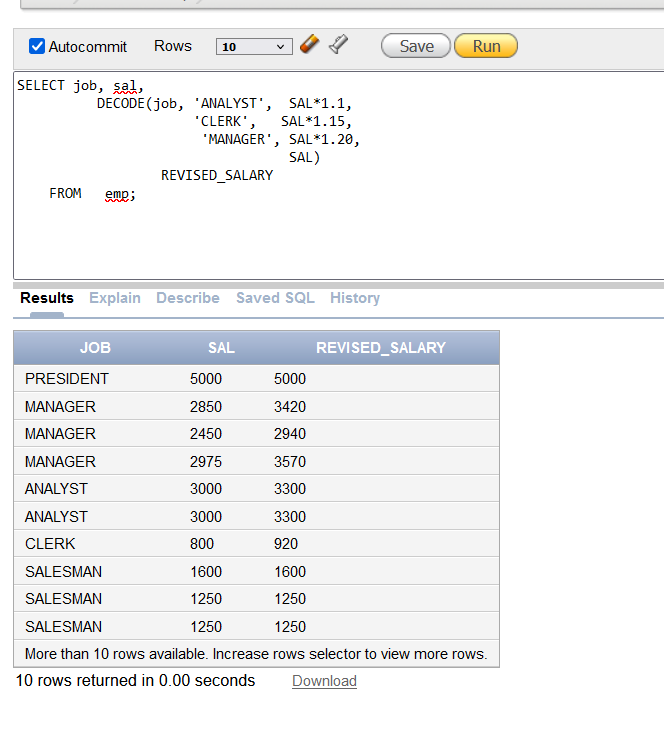 Autocommit Rows 10 Save Run
SELECT job, sal,
DECODE(job, 'ANALYST', SAL*1.1,
'CLERK', SAL*1.15,
'MANAGER', SAL*1.20,
SAL)
REVISED_SALARY
FROM emp;
Results Explain Describe Saved SQL History
JOB SAL REVISED_SALARY
PRESIDENT 5000 5000
MANAGER 2850 3420
MANAGER 2450 2940
MANAGER 2975 3570
ANALYST 3000 3300
ANALYST 3000 3300
CLERK 800 920
SALESMAN 1600 1600
SALESMAN 1250 1250
SALESMAN 1250 1250
More than 10 rows available. Increase rows selector to view more rows.
10 rows returned in 0.00 seconds Download